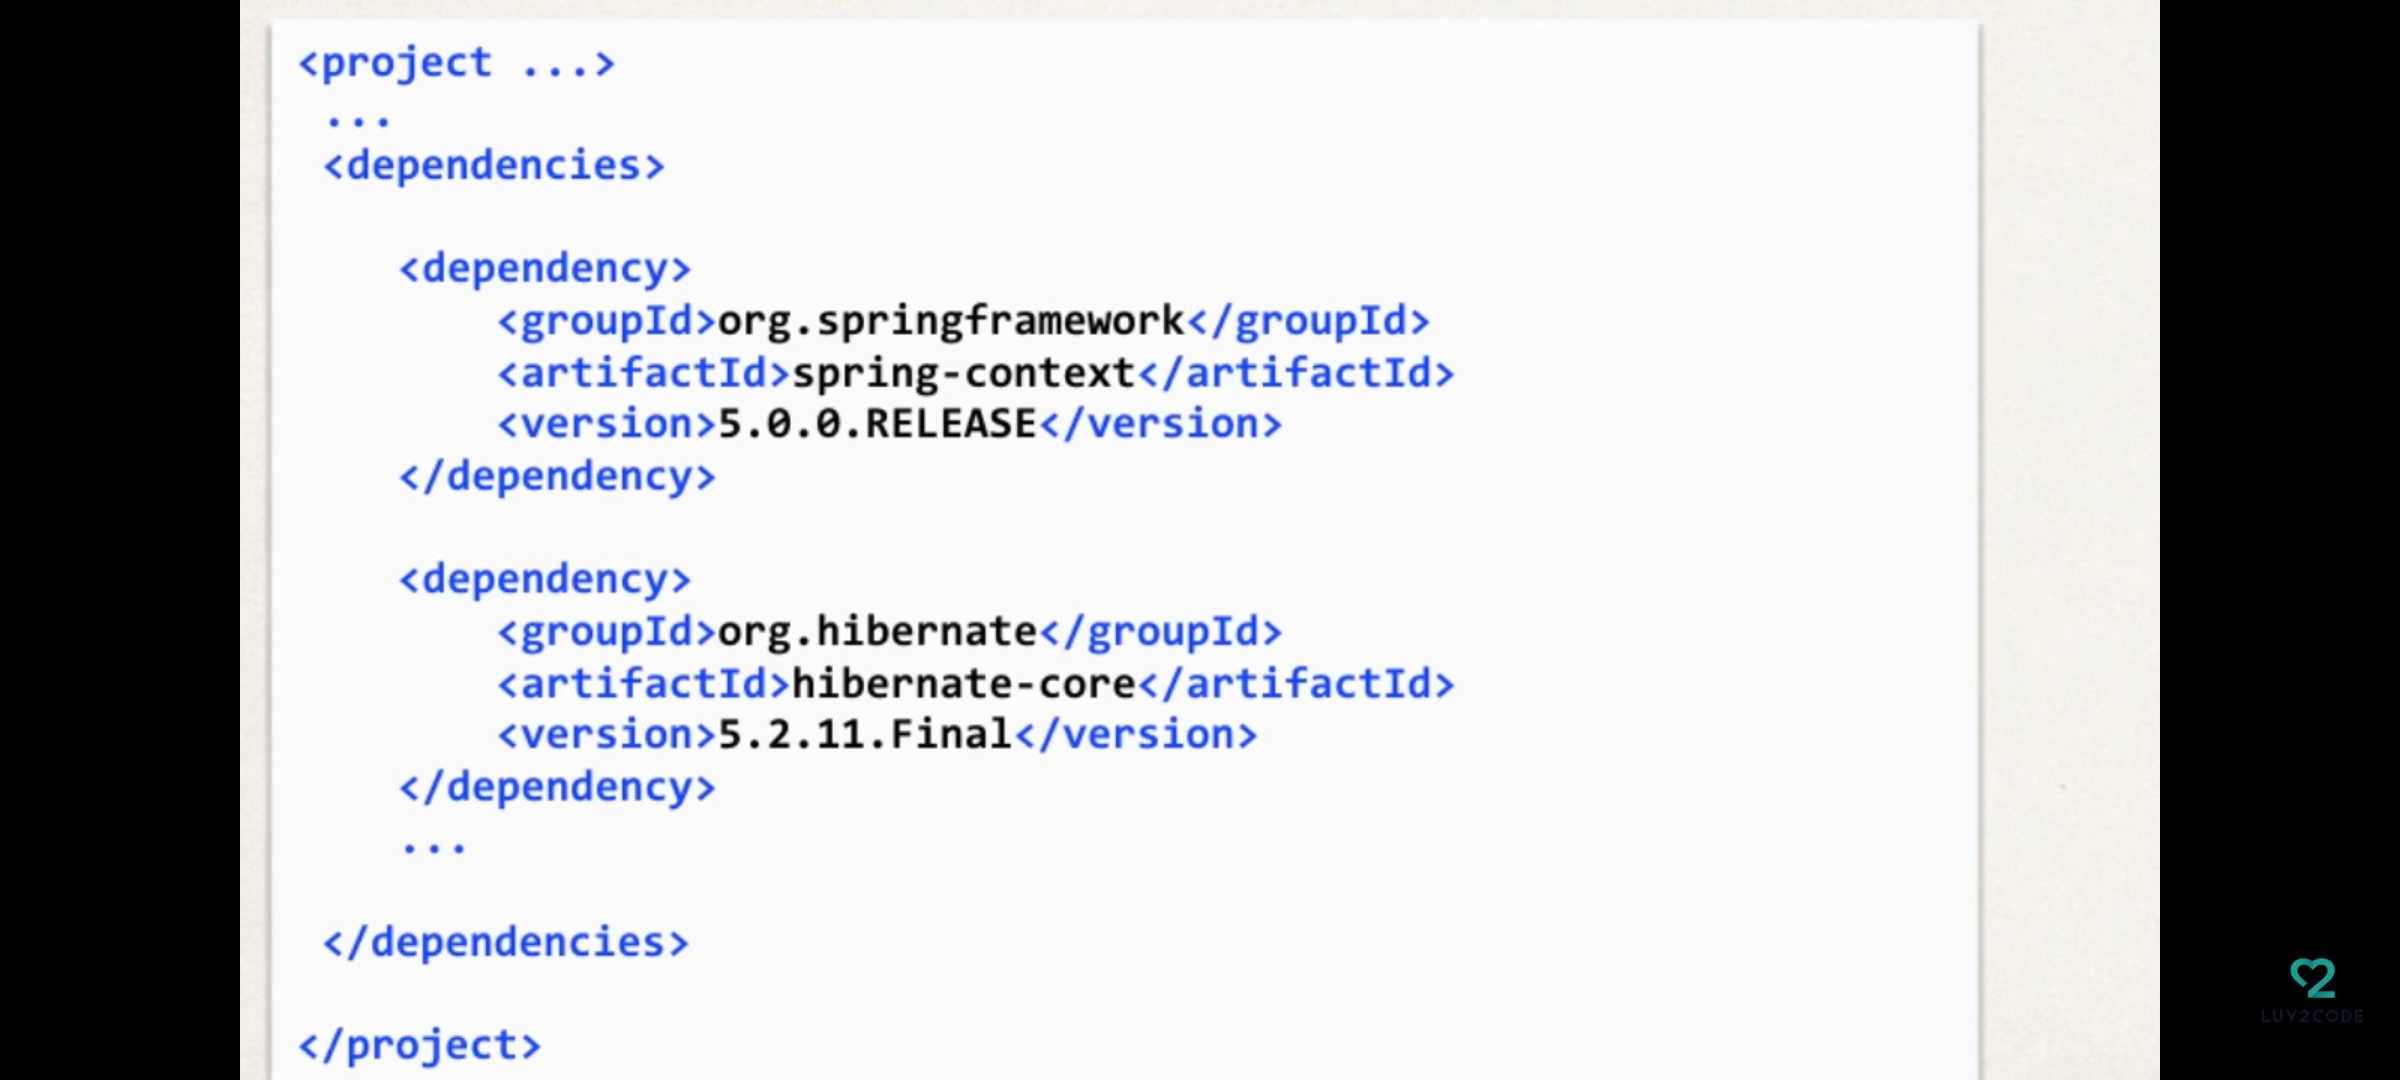 <project ...>
...
<dependencies>
<dependency>
<groupId>org.springframework</groupId>
<artifactId>spring-context</artifactId>
<version>5.0.0.RELEASE</version>
</dependency>
<dependency>
<groupId>org.hibernate</groupId>
<artifactId>hibernate-core</artifactId>
<version>5.2.11.Final</version>
</dependency>
...
</dependencies>
</project>
LUV2CODE